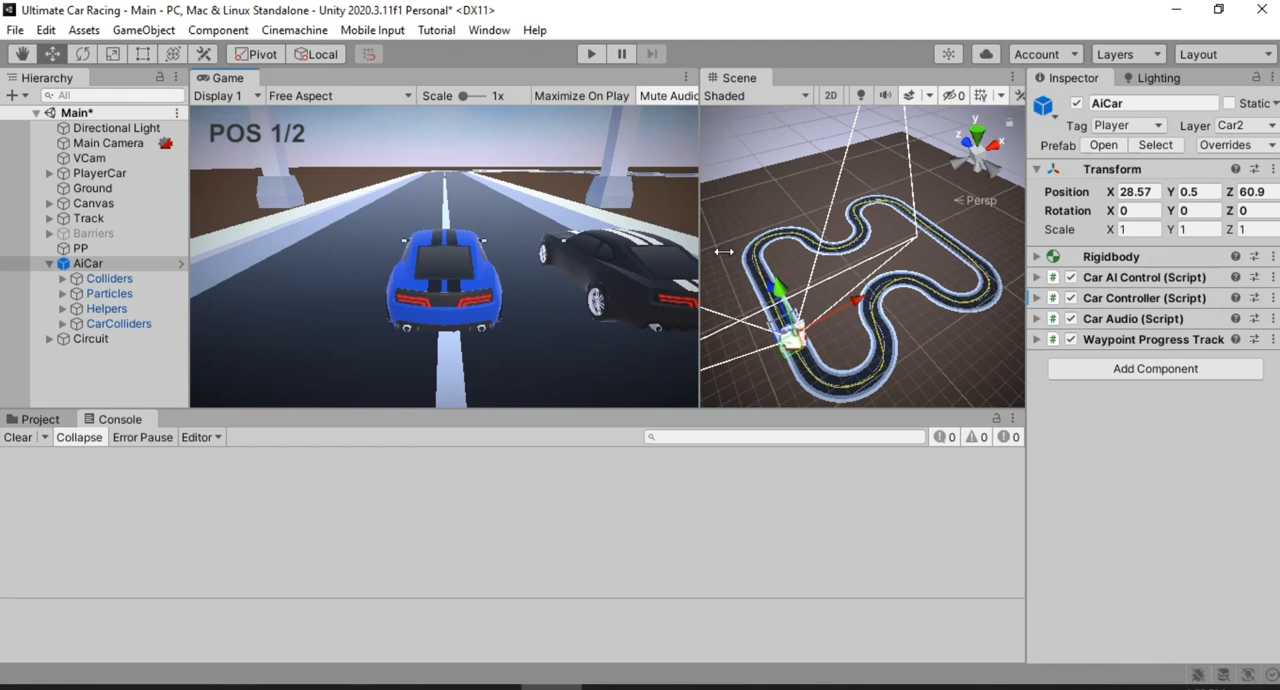 Ultimate Car Racing - Main - PC, Mac & Linux Standalone - Unity 2020.3.11f1 Personal* <DX11>
File Edit Assets GameObject Component Cinemachine Mobile Input Tutorial Window Help
Pivot Local Account Layers Layout
Hierarchy
All
Main*
Directional Light
Main Camera
VCam
PlayerCar
Ground
Canvas
Track
Barriers
PP
AiCar
Colliders
Particles
Helpers
CarColliders
Circuit
Game
Display 1 Free Aspect Scale 1x Maximize On Play Mute Audio
POS 1/2
Scene
Shaded 2D 0
y
z x
Persp
Inspector Lighting
AiCar Static
Tag Player Layer Car2
Prefab Open Select Overrides
Transform
Position X 28.57 Y 0.5 Z 60.9
Rotation X 0 Y 0 Z 0
Scale X 1 Y 1 Z 1
Rigidbody
# Car AI Control (Script)
# Car Controller (Script)
# Car Audio (Script)
# Waypoint Progress Track
Add Component
Project Console
Clear Collapse Error Pause Editor 0 0 0